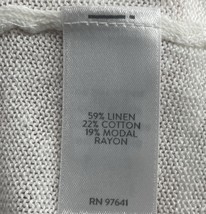 59% LINEN
22% COTTON
19% MODAL
RAYON
RN 97641